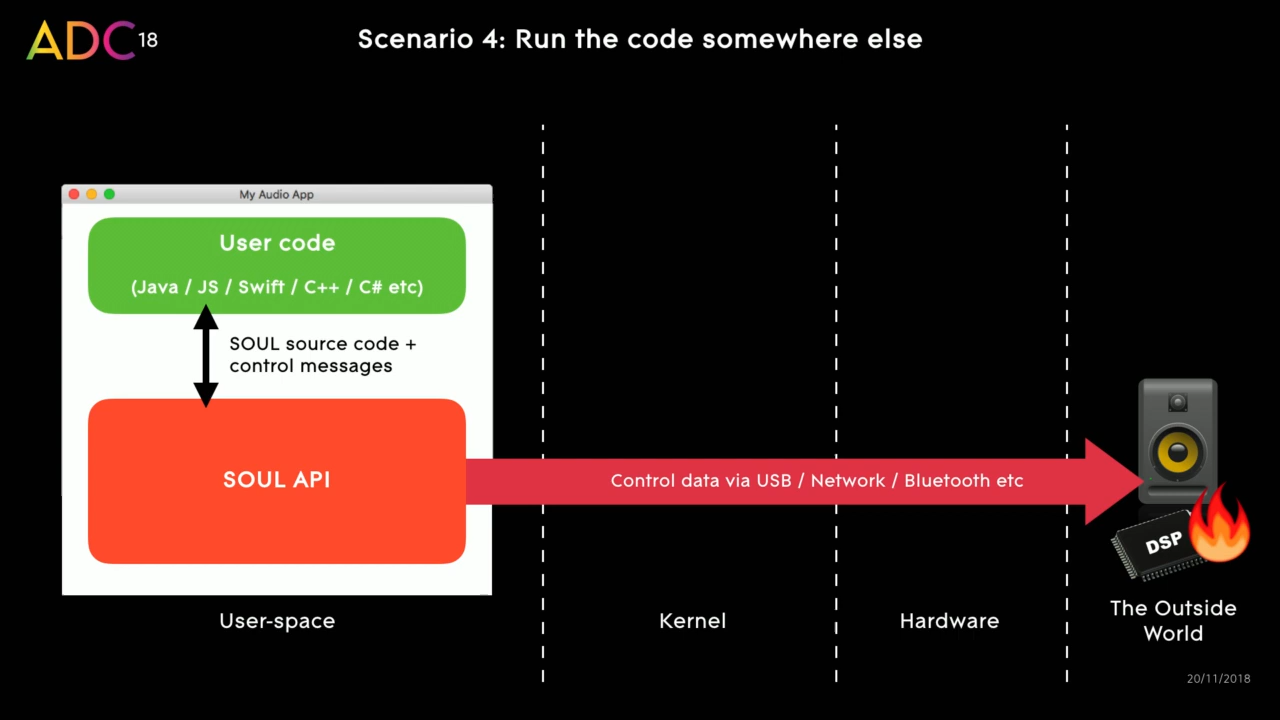 ADC18
Scenario 4: Run the code somewhere else
My Audio App
User code
(Java / JS / Swift / C++ / C# etc)
SOUL source code +
control messages
SOUL API
Control data via USB / Network / Bluetooth etc
DSP
User-space
Kernel
Hardware
The Outside
World
20/11/2018